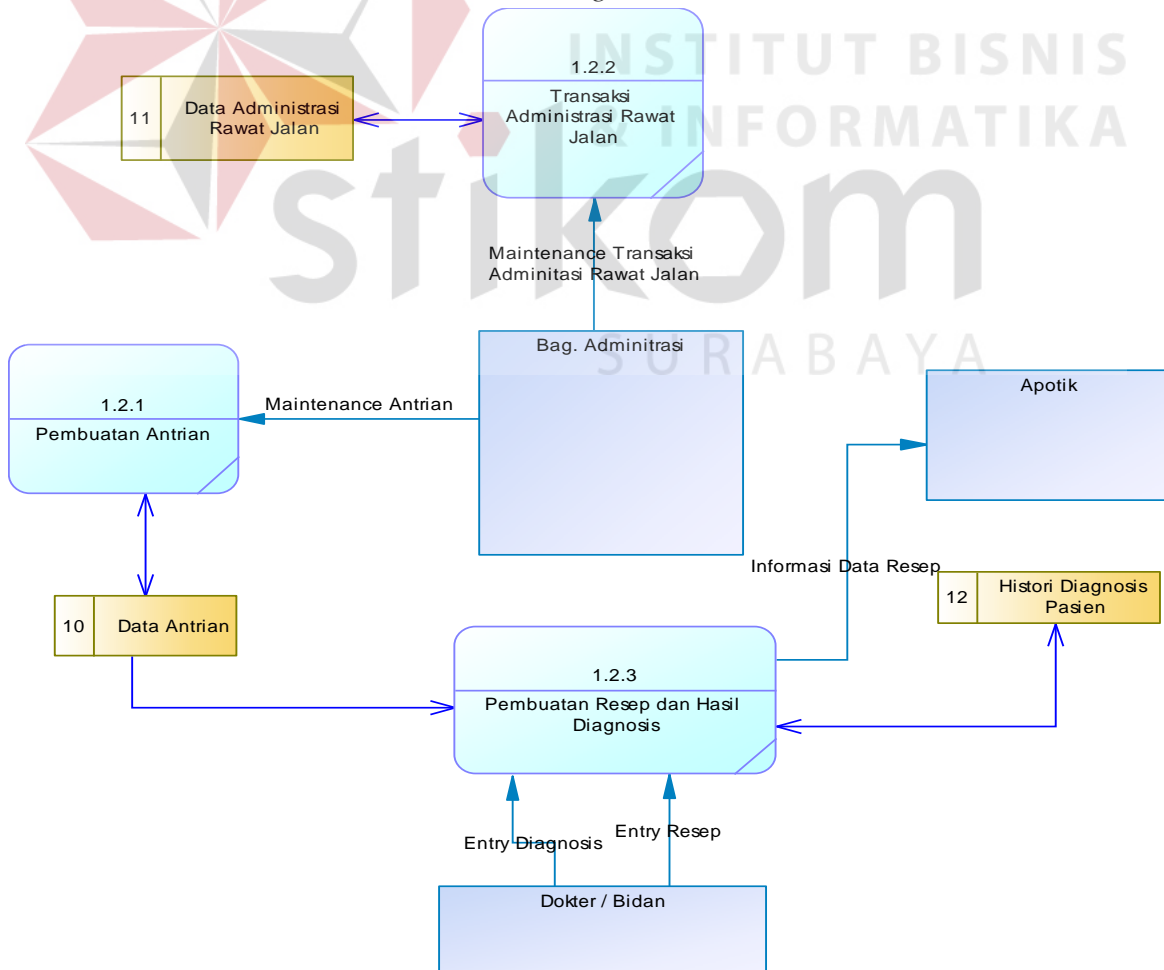 INSTITUT BISNIS
& INFORMATIKA
stikom
SURABAYA
1.2.2
Transaksi
Administrasi Rawat
Jalan
11
Data Administrasi
Rawat Jalan
Maintenance Transaksi
Adminitasi Rawat Jalan
Bag. Adminitrasi
Apotik
1.2.1
Pembuatan Antrian
Maintenance Antrian
Informasi Data Resep
12
Histori Diagnosis
Pasien
10
Data Antrian
1.2.3
Pembuatan Resep dan Hasil
Diagnosis
Entry Diagnosis
Entry Resep
Dokter / Bidan